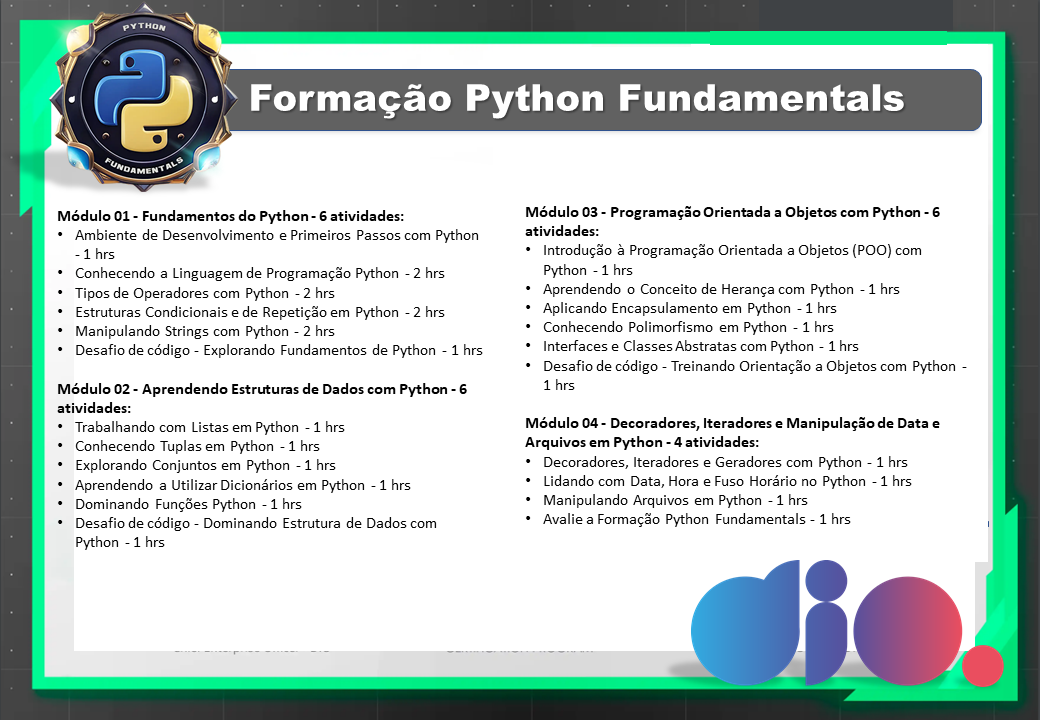 PYTHON
FUNDAMENTALS
Formação Python Fundamentals
Módulo 01 - Fundamentos do Python - 6 atividades:
• Ambiente de Desenvolvimento e Primeiros Passos com Python
- 1 hrs
• Conhecendo a Linguagem de Programação Python - 2 hrs
• Tipos de Operadores com Python - 2 hrs
• Estruturas Condicionais e de Repetição em Python - 2 hrs
• Manipulando Strings com Python - 2 hrs
• Desafio de código - Explorando Fundamentos de Python - 1 hrs
Módulo 02 - Aprendendo Estruturas de Dados com Python - 6
atividades:
• Trabalhando com Listas em Python - 1 hrs
• Conhecendo Tuplas em Python - 1 hrs
• Explorando Conjuntos em Python - 1 hrs
• Aprendendo a Utilizar Dicionários em Python - 1 hrs
• Dominando Funções Python - 1 hrs
• Desafio de código - Dominando Estrutura de Dados com
Python - 1 hrs
Módulo 03 - Programação Orientada a Objetos com Python - 6
atividades:
• Introdução à Programação Orientada a Objetos (POO) com
Python - 1 hrs
• Aprendendo o Conceito de Herança com Python - 1 hrs
• Aplicando Encapsulamento em Python - 1 hrs
• Conhecendo Polimorfismo em Python - 1 hrs
• Interfaces e Classes Abstratas com Python - 1 hrs
• Desafio de código - Treinando Orientação a Objetos com Python -
1 hrs
Módulo 04 - Decoradores, Iteradores e Manipulação de Data e
Arquivos em Python - 4 atividades:
• Decoradores, Iteradores e Geradores com Python - 1 hrs
• Lidando com Data, Hora e Fuso Horário no Python - 1 hrs
• Manipulando Arquivos em Python - 1 hrs
• Avalie a Formação Python Fundamentals - 1 hrs
dio.